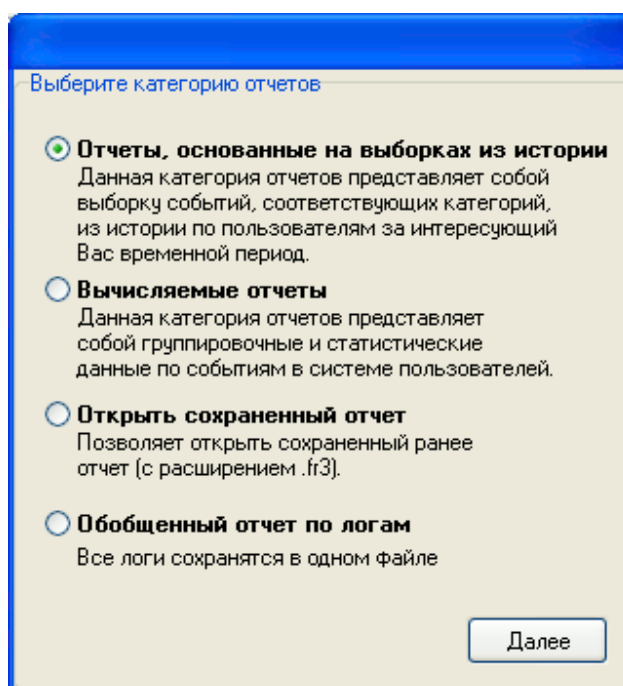 Выберите категорию отчетов
Отчеты, основанные на выборках из истории
Данная категория отчетов представляет собой
выборку событий, соответствующих категорий,
из истории по пользователям за интересующий
Вас временной период.
Вычисляемые отчеты
Данная категория отчетов представляет
собой группировочные и статистические
данные по событиям в системе пользователей.
Открыть сохраненный отчет
Позволяет открыть сохраненный ранее
отчет (с расширением .fr3).
Обобщенный отчет по логам
Все логи сохранятся в одном файле
Далее